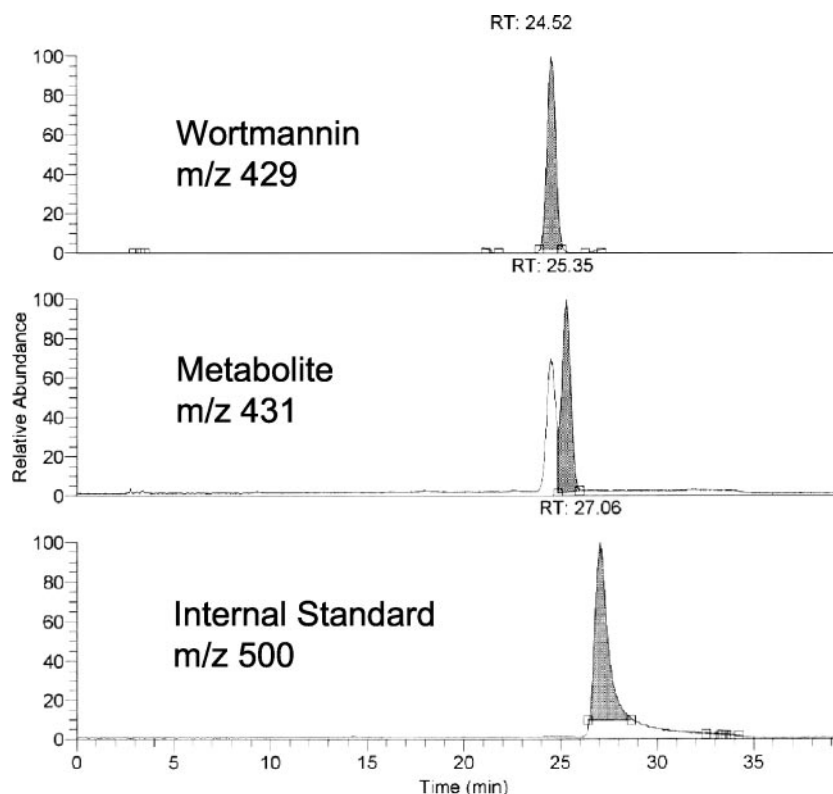 RT: 24.52
100
80
60
40
20
0
Wortmannin
m/z 429
RT: 25.35
100
80
60
40
20
0
Metabolite
m/z 431
Relative Abundance
RT: 27.06
100
80
60
40
20
0
Internal Standard
m/z 500
0 5 10 15 20 25 30 35
Time (min)